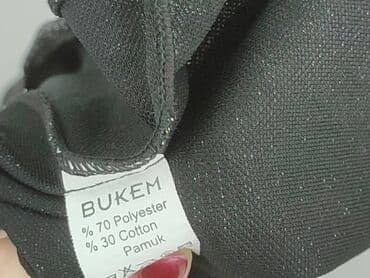 BUKEM
% 70 Polyester
% 30 Cotton
Pamuk